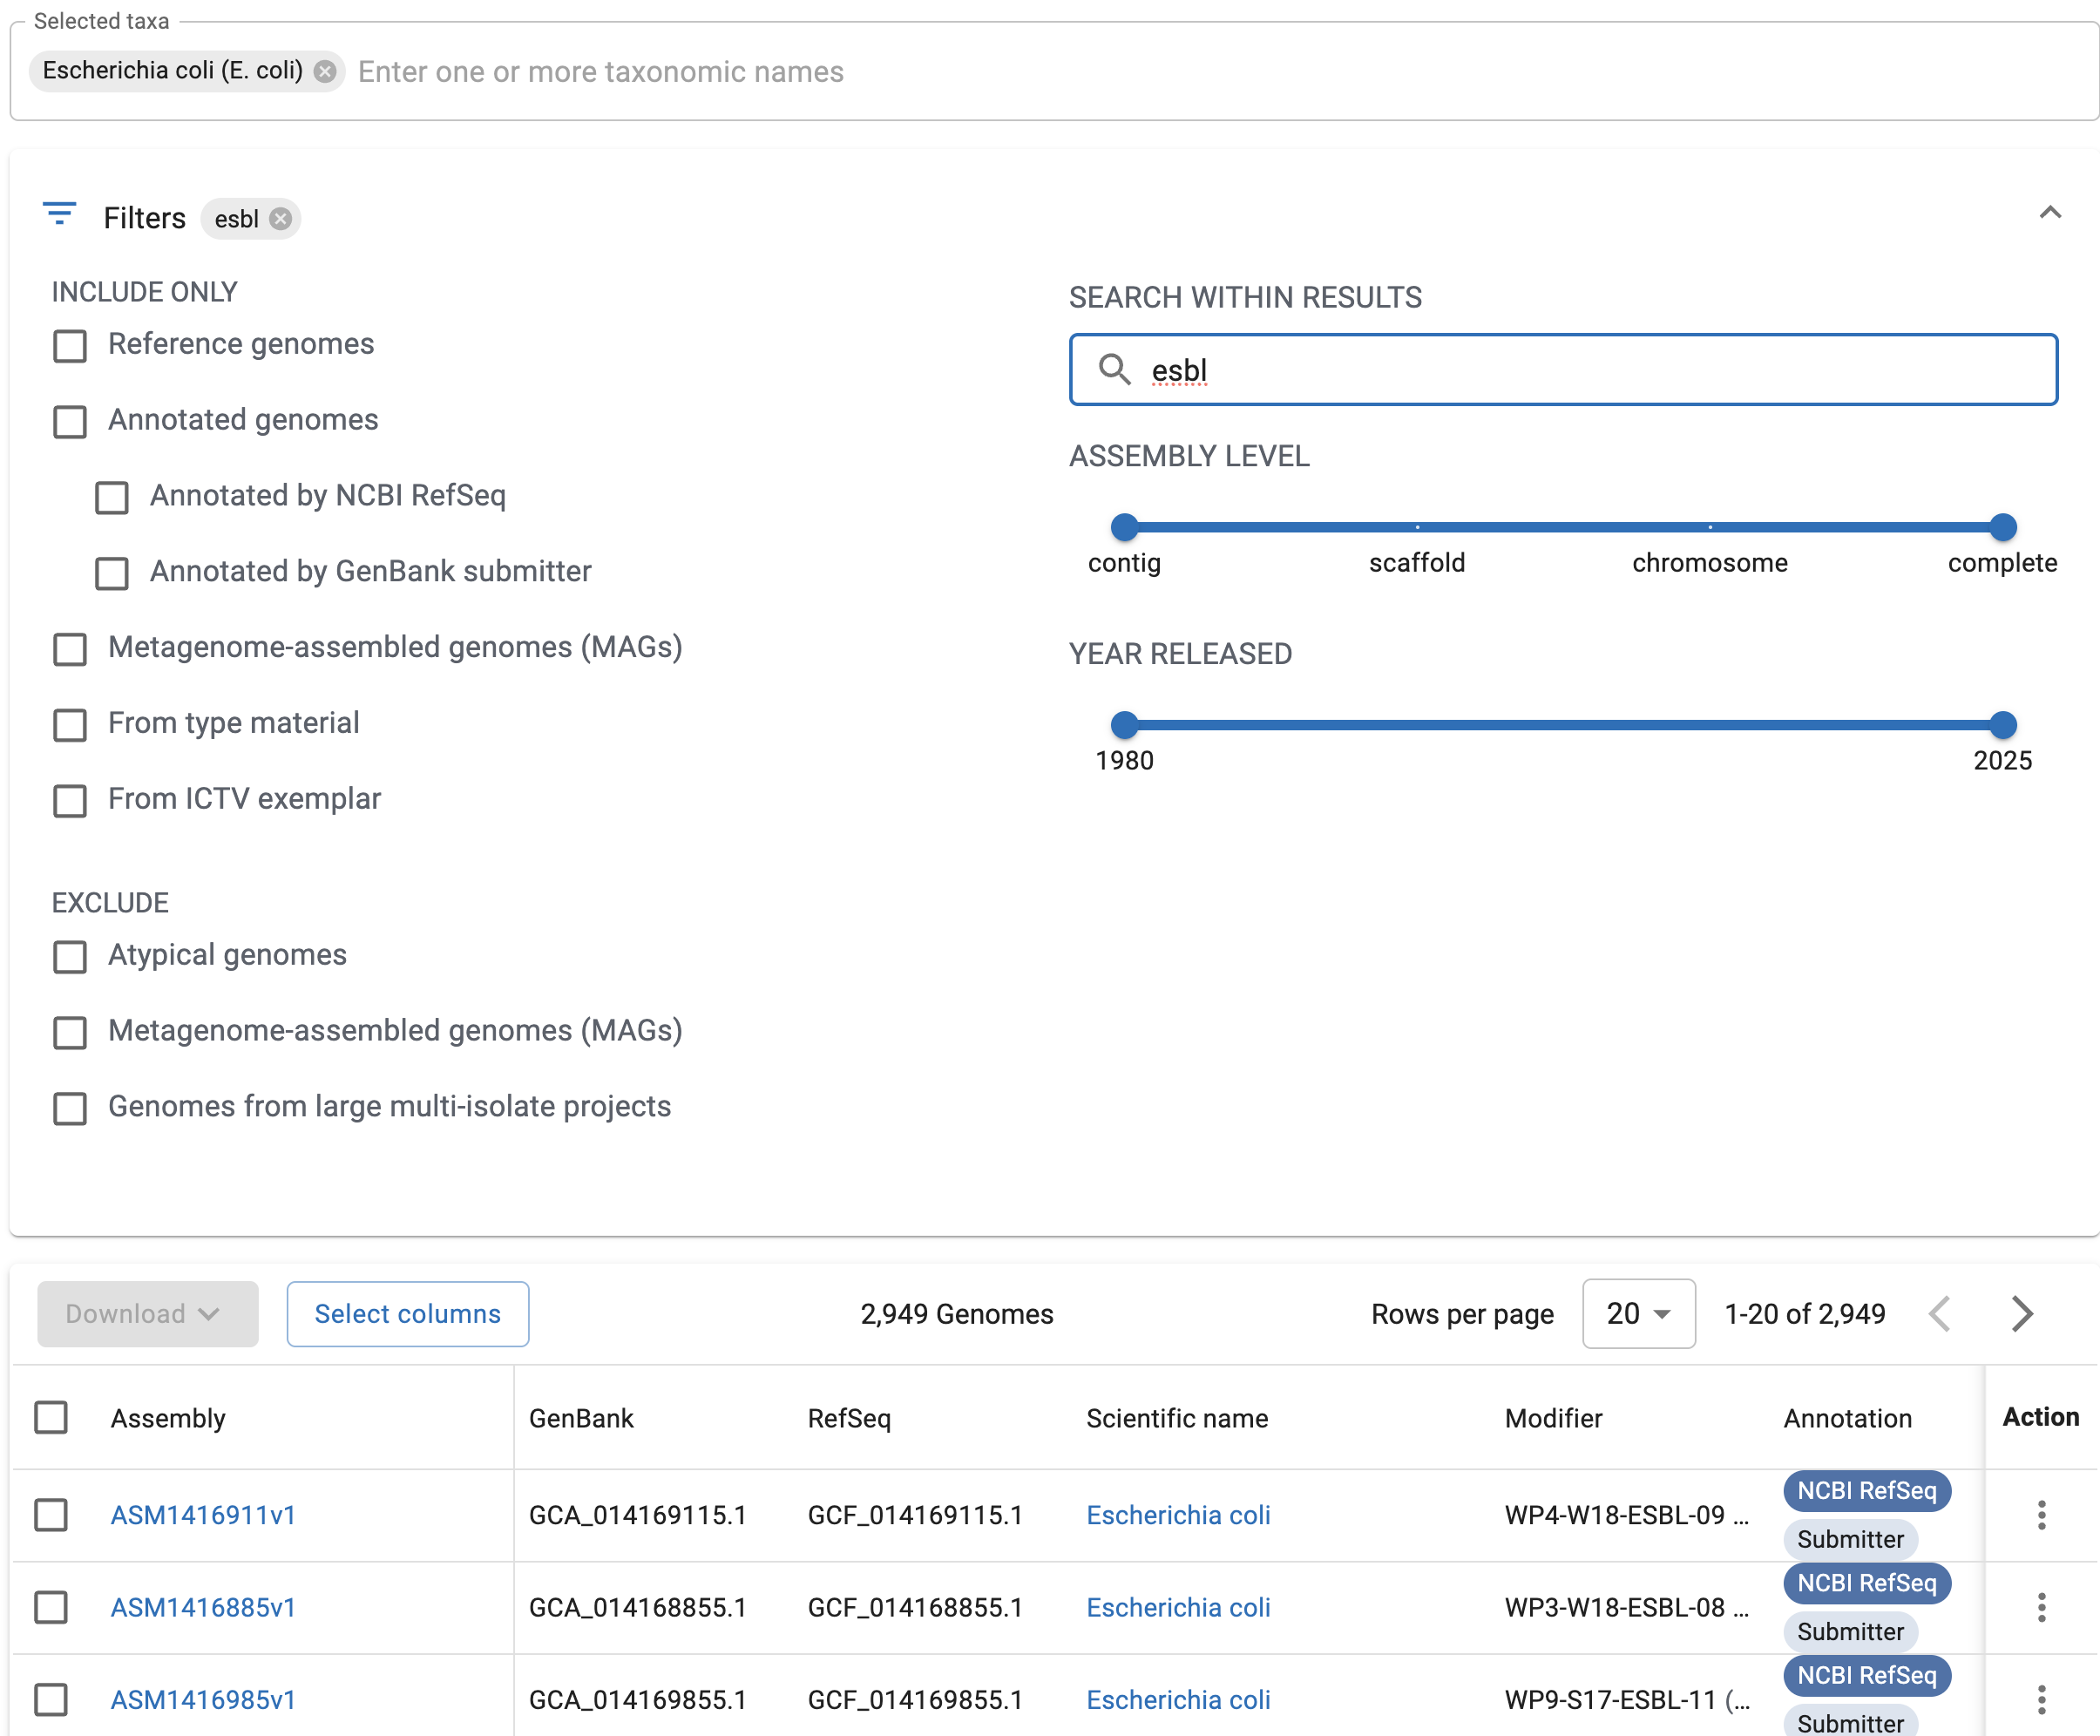 Selected taxa
Escherichia coli (E. coli) Enter one or more taxonomic names
Filters esbl
INCLUDE ONLY
Reference genomes
Annotated genomes
Annotated by NCBI RefSeq
Annotated by GenBank submitter
Metagenome-assembled genomes (MAGs)
From type material
From ICTV exemplar
EXCLUDE
Atypical genomes
Metagenome-assembled genomes (MAGs)
Genomes from large multi-isolate projects
SEARCH WITHIN RESULTS
esbl
ASSEMBLY LEVEL
contig scaffold chromosome complete
YEAR RELEASED
1980 2025
Download Select columns 2,949 Genomes Rows per page 20 1-20 of 2,949
Assembly GenBank RefSeq Scientific name Modifier Annotation Action
ASM1416911v1 GCA_014169115.1 GCF_014169115.1 Escherichia coli WP4-W18-ESBL-09 ... NCBI RefSeq
Submitter
ASM1416885v1 GCA_014168855.1 GCF_014168855.1 Escherichia coli WP3-W18-ESBL-08 ... NCBI RefSeq
Submitter
ASM1416985v1 GCA_014169855.1 GCF_014169855.1 Escherichia coli WP9-S17-ESBL-11 (... NCBI RefSeq
Submitter